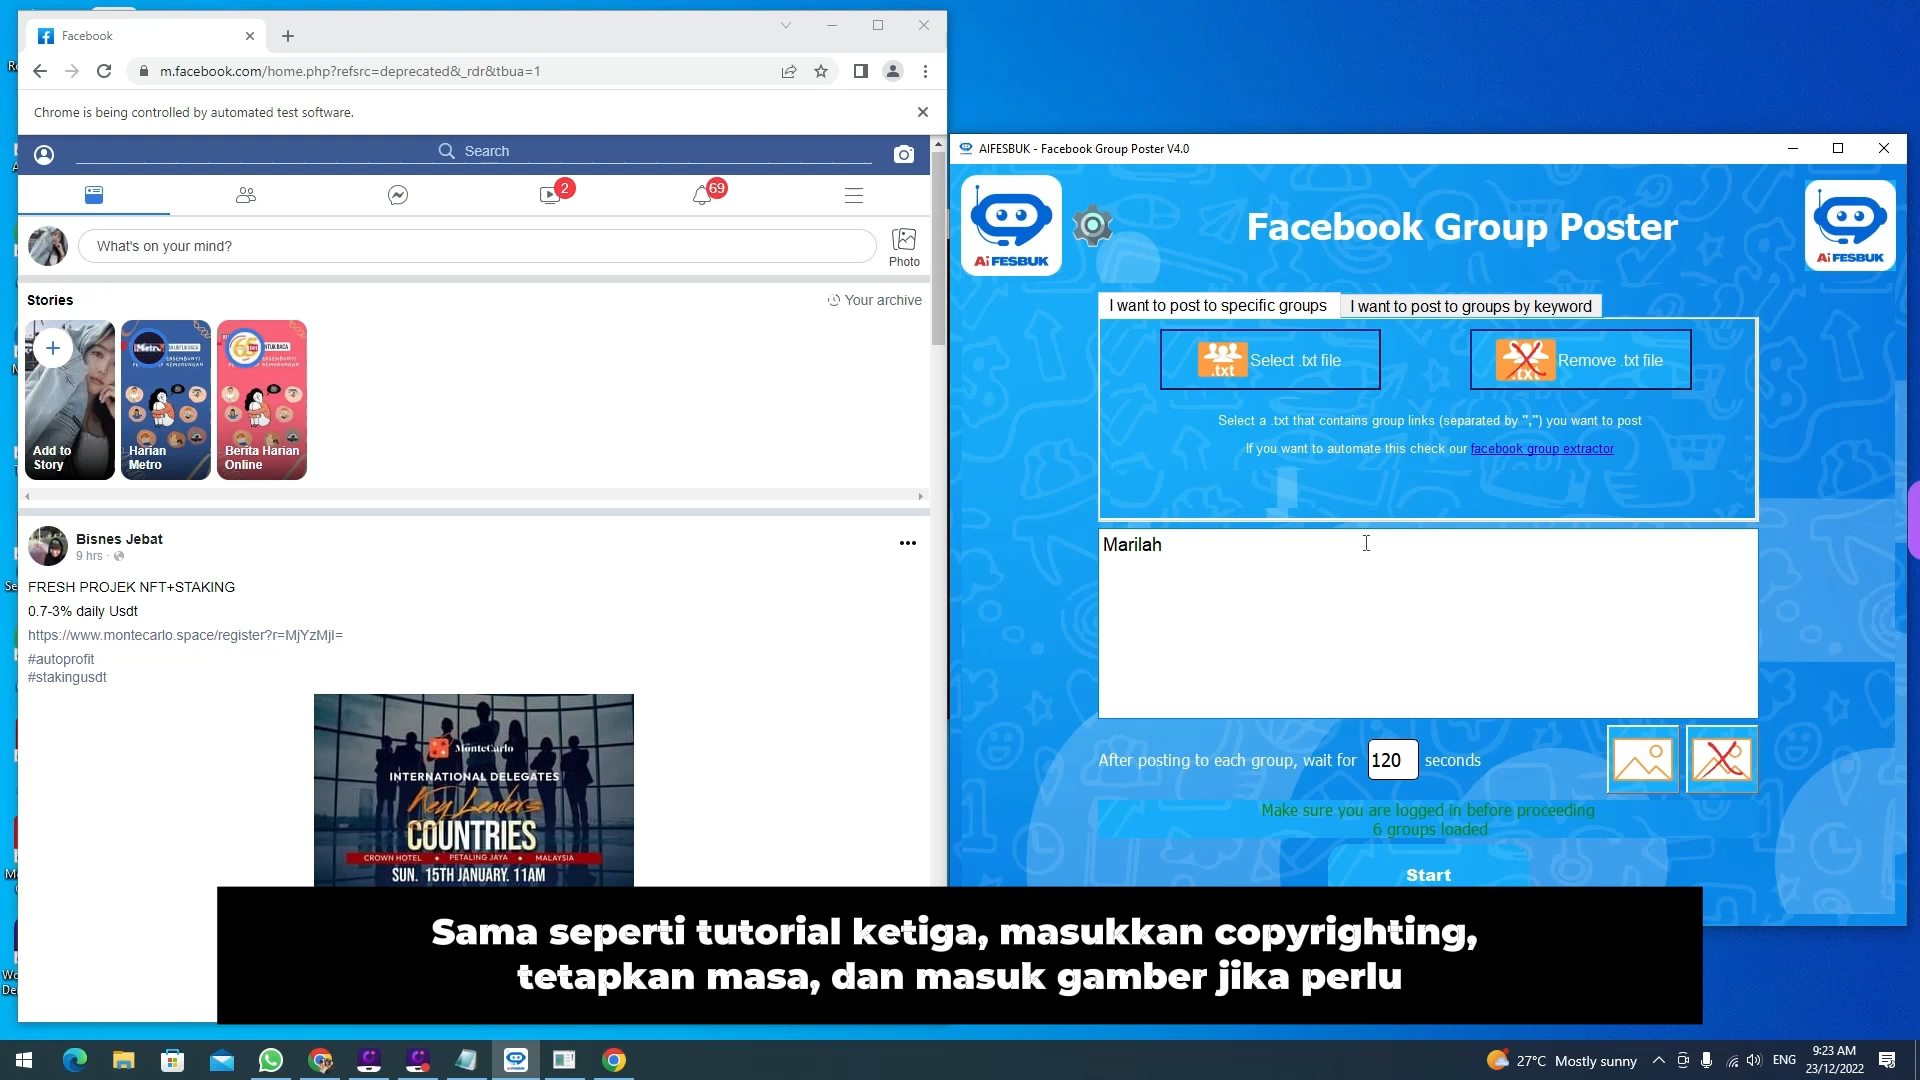 Facebook
m.facebook.com/home.php?refsrc=deprecated&_rdr&tbua=1
Chrome is being controlled by automated test software.
Search
2
69
What's on your mind?
Photo
Stories
Your archive
Add to
Story
Harian
Metro
Berita Harian
Online
Bisnes Jebat
9 hrs ·
FRESH PROJEK NFT+STAKING
0.7-3% daily Usdt
https://www.montecarlo.space/register?r=MjYzMjI=
#autoprofit
#stakingusdt
MonteCarlo
INTERNATIONAL DELEGATES
Key Leaders
COUNTRIES
CROWN HOTEL • PETALING JAYA • MALAYSIA
SUN. 15TH JANUARY. 11AM
AIFESBUK - Facebook Group Poster V4.0
AiFESBUK
Facebook Group Poster
AiFESBUK
I want to post to specific groups
I want to post to groups by keyword
.txt
Select .txt file
.txt
Remove .txt file
Select a .txt that contains group links (separated by ",") you want to post
If you want to automate this check our facebook group extractor
Marilah
After posting to each group, wait for 120 seconds
Make sure you are logged in before proceeding
6 groups loaded
Start
Sama seperti tutorial ketiga, masukkan copyrighting,
tetapkan masa, dan masuk gamber jika perlu
27°C Mostly sunny
ENG
9:23 AM
23/12/2022